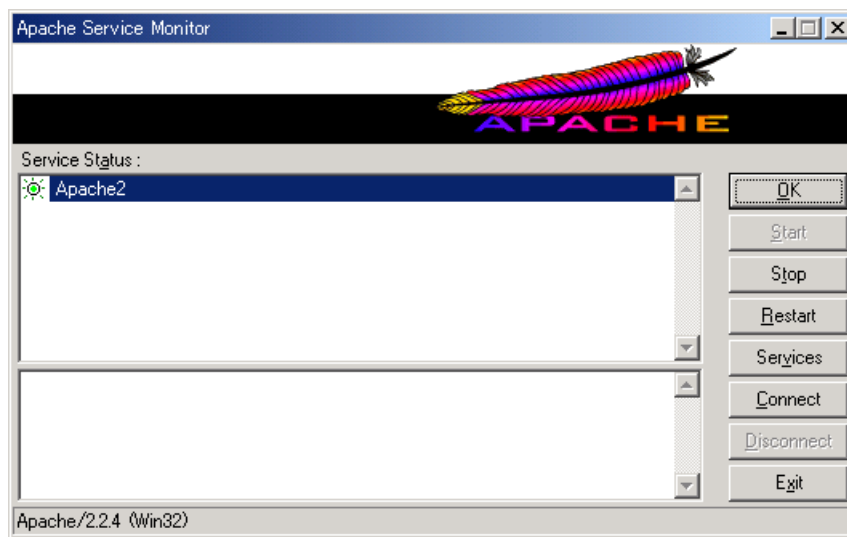 Apache Service Monitor
APACHE
Service Status :
Apache2
OK
Start
Stop
Restart
Services
Connect
Disconnect
Exit
Apache/2.2.4 (Win32)